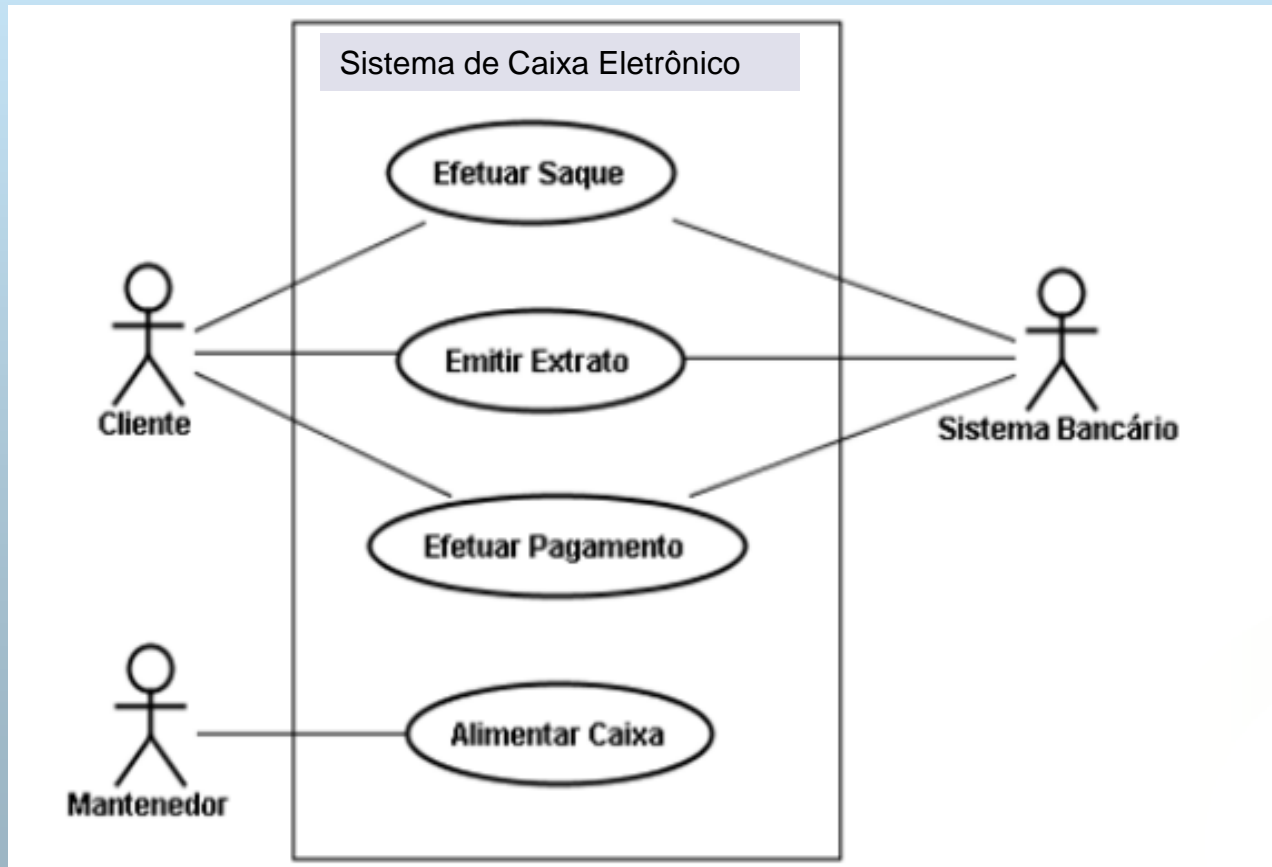 Sistema de Caixa Eletrônico
Efetuar Saque
Emitir Extrato
Cliente
Sistema Bancário
Efetuar Pagamento
Alimentar Caixa
Mantenedor